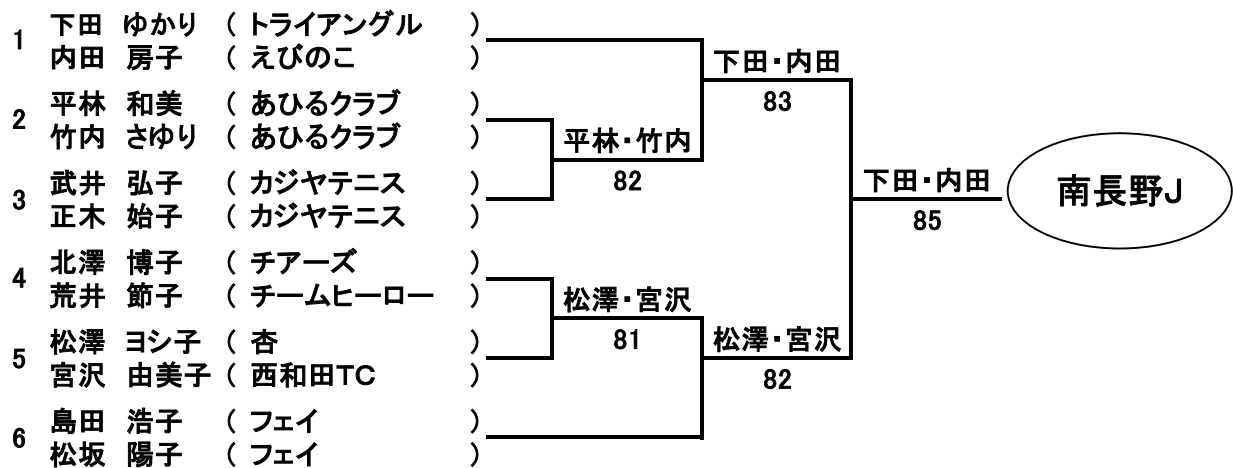 1 下田 ゆかり ( トライアングル )
内田 房子 ( えびのこ )
2 平林 和美 ( あひるクラブ )
竹内 さゆり ( あひるクラブ )
3 武井 弘子 ( カジヤテニス )
正木 始子 ( カジヤテニス )
4 北澤 博子 ( チアーズ )
荒井 節子 ( チームヒーロー )
5 松澤 ヨシ子 ( 杏 )
宮沢 由美子 ( 西和田TC )
6 島田 浩子 ( フェイ )
松坂 陽子 ( フェイ )
平林・竹内
82
松澤・宮沢
81
下田・内田
83
松澤・宮沢
82
下田・内田
85
南長野J